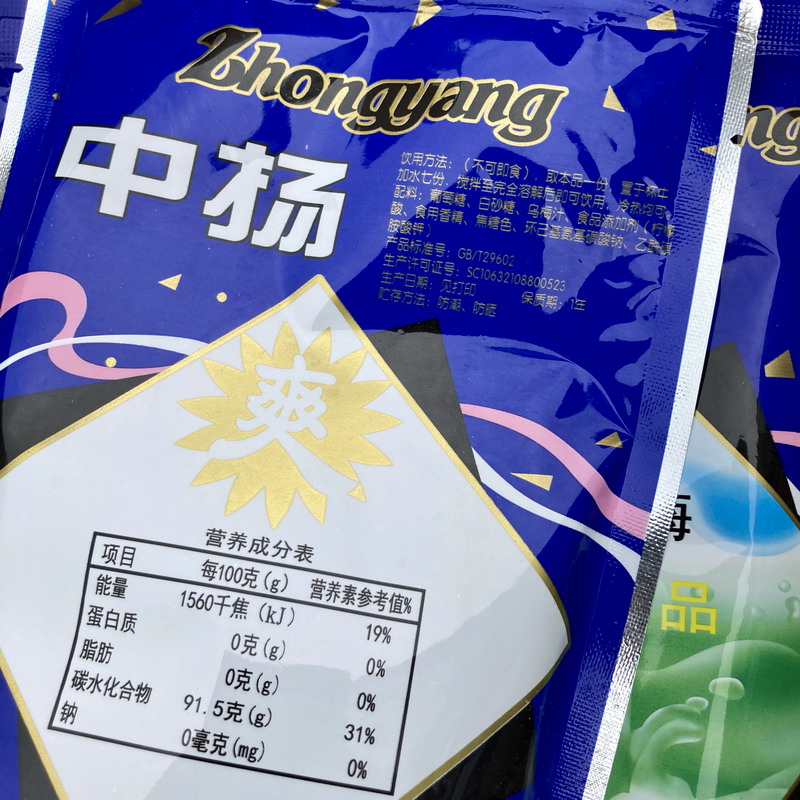 Zhongyang
中扬
饮用方法：（不可即食），取本品一份，置于杯中
加水七份，搅拌至完全溶解后即可饮用，冷热均可
配料：葡萄糖、白砂糖、乌梅汁、食品添加剂（柠檬
酸、食用香精、焦糖色、环己基氨基磺酸钠、乙酰磺
胺酸钾）
产品标准号：GB/T29602
生产许可证号：SC10632108800523
生产日期：见打印 保质期：1年
贮存方法：防潮、防晒
爽
营养成分表
项目 每100克(g) 营养素参考值%
能量 1560千焦(kJ) 19%
蛋白质 0克(g) 0%
脂肪 0克(g) 0%
碳水化合物 91.5克(g) 31%
钠 0毫克(mg) 0%
ng
品